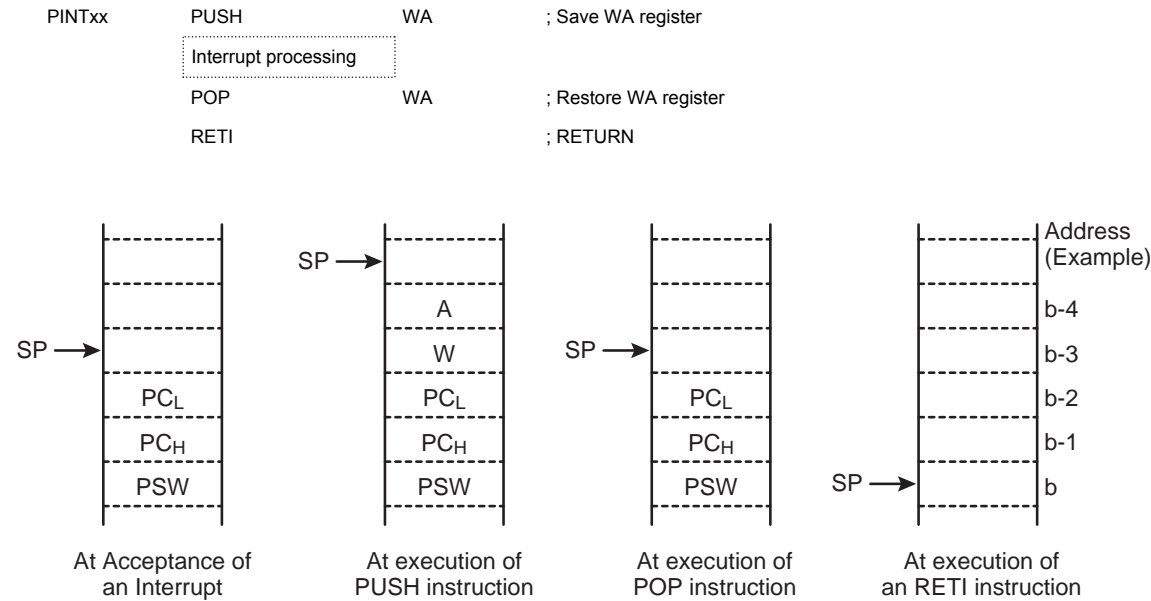 PINTxx PUSH WA ; Save WA register
Interrupt processing
POP WA ; Restore WA register
RETI ; RETURN
Address
(Example)
SP
A b-4
SP W SP b-3
PCL PCL PCL b-2
PCH PCH PCH b-1
PSW PSW PSW SP b
At Acceptance of At execution of At execution of At execution of
an Interrupt PUSH instruction POP instruction an RETI instruction